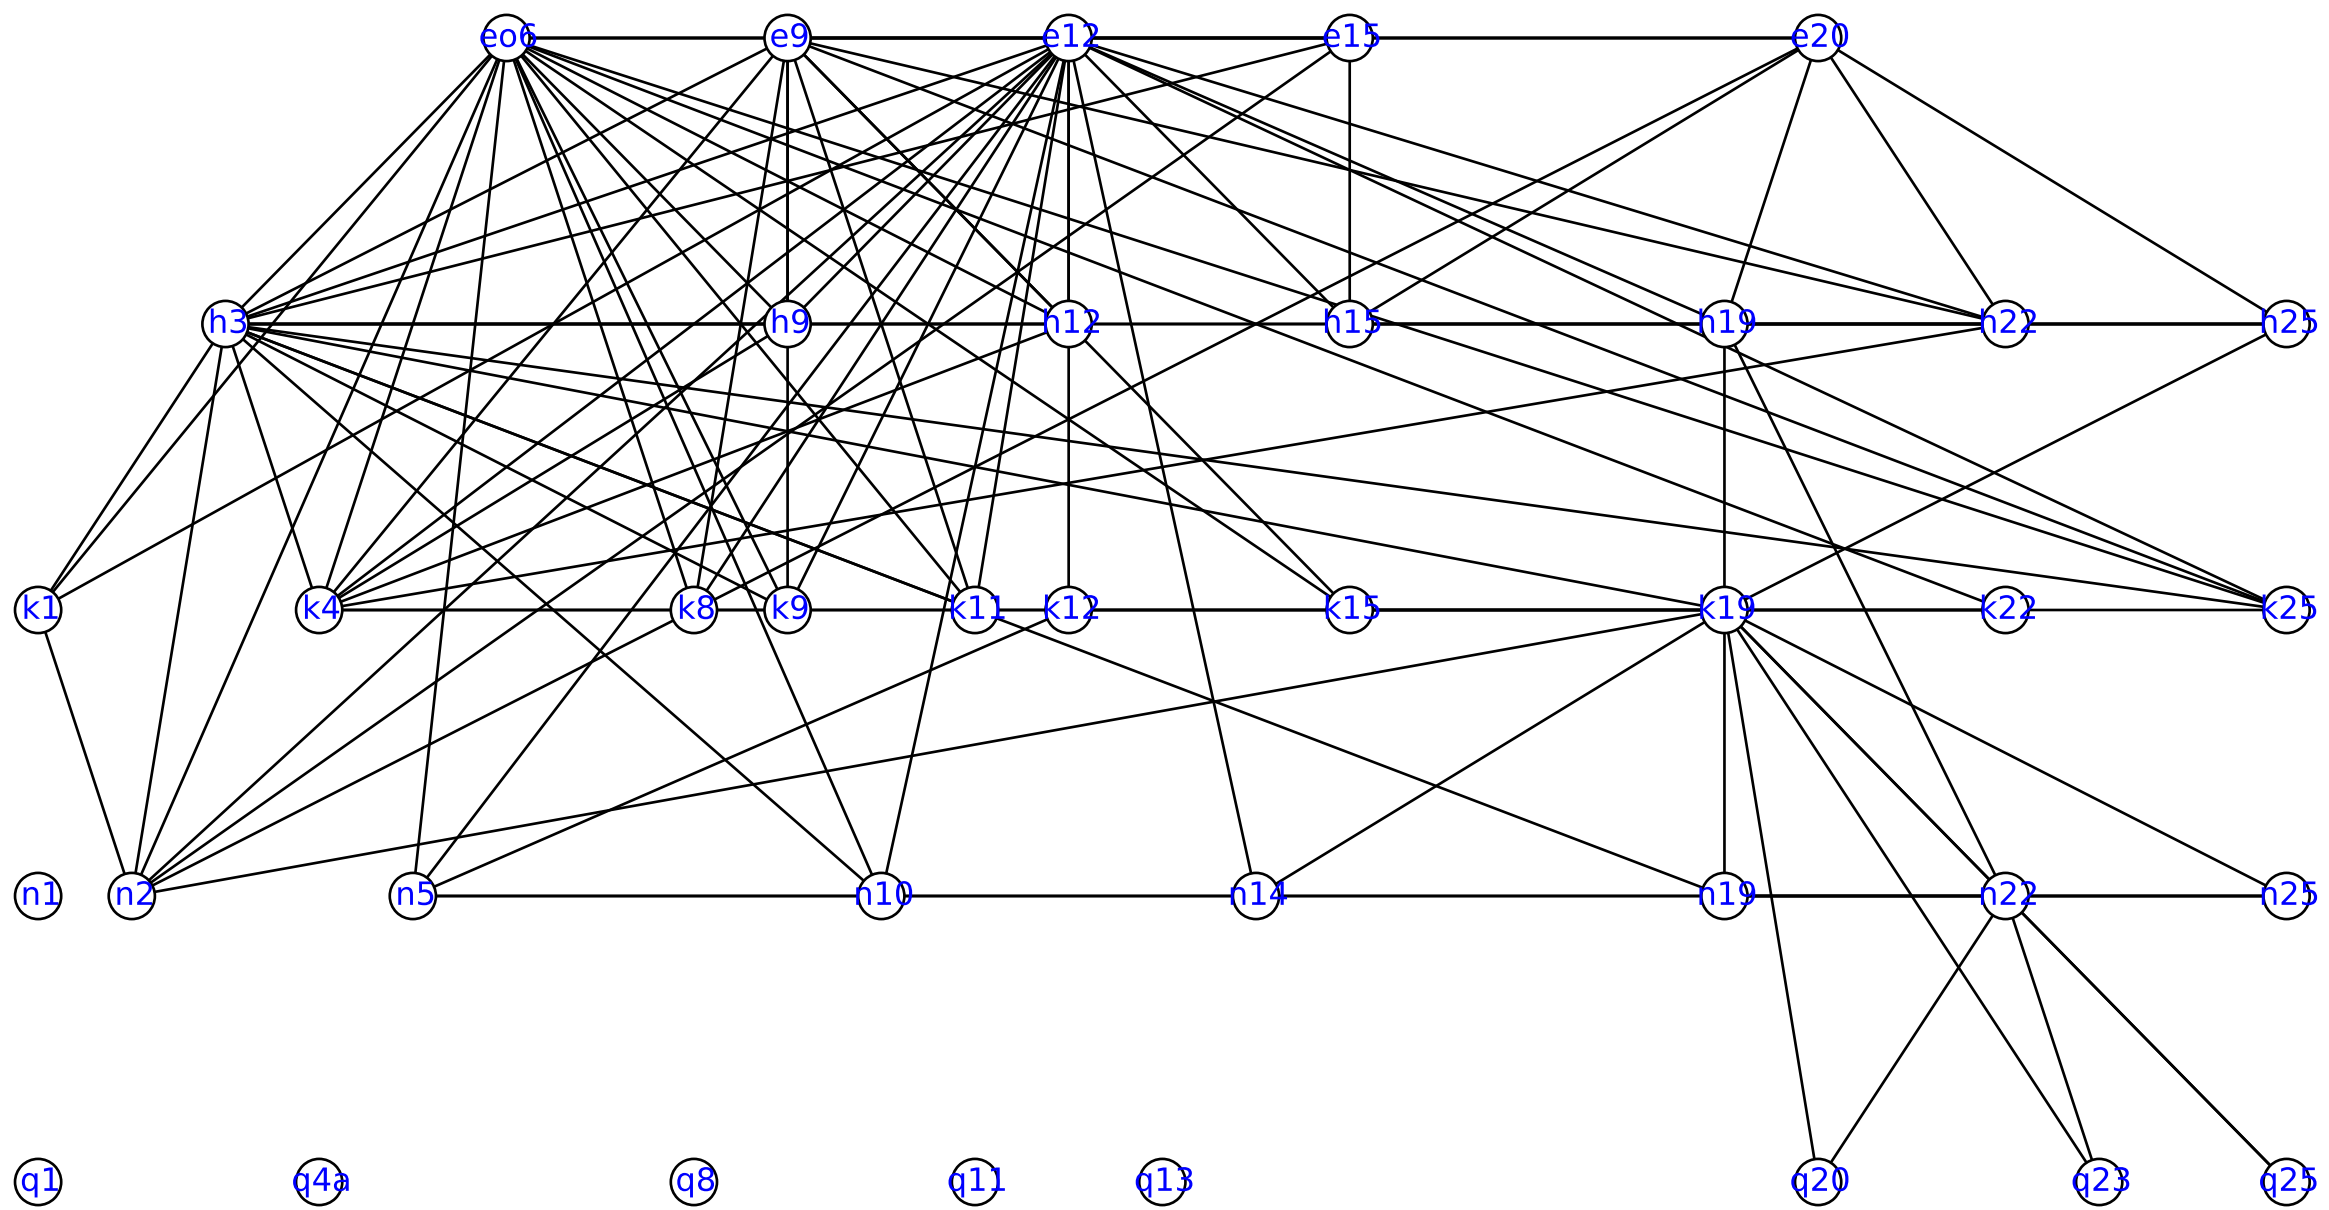 eo6 e9 e12 e15 e20
h3 h9 h12 h15 h19 h22 h25
k1 k4 k8 k9 k11 k12 k15 k19 k22 k25
n1 n2 n5 n10 n14 n19 n22 n25
q1 q4a q8 q11 q13 q20 q23 q25